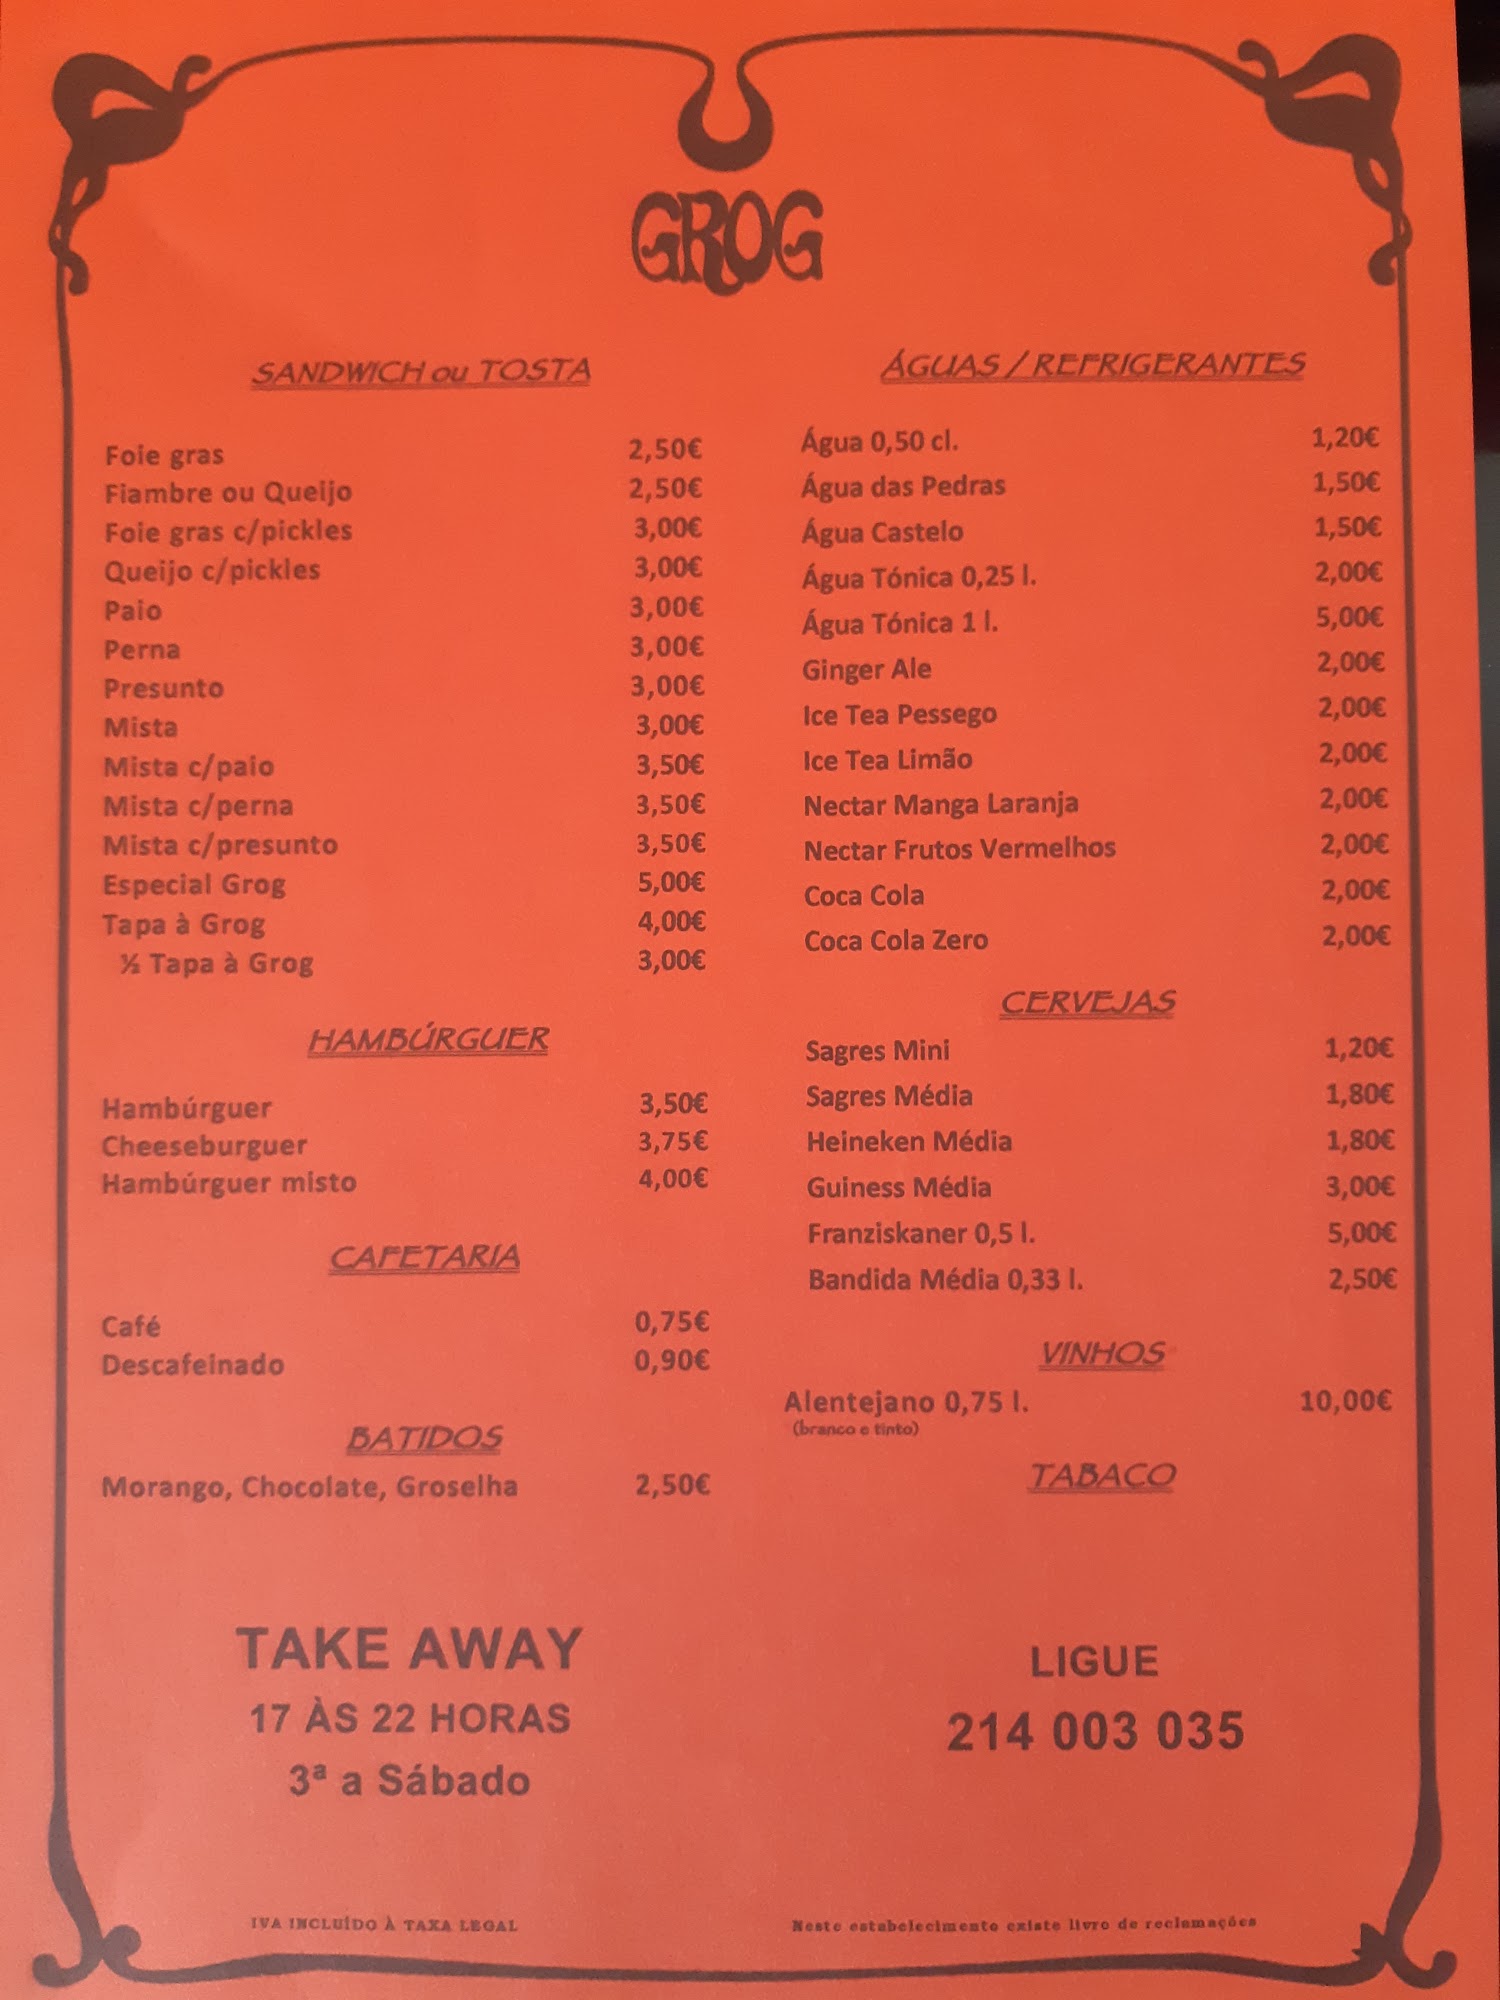 GROG
SANDWICH ou TOSTA
Foie gras 2,50€
Fiambre ou Queijo 2,50€
Foie gras c/pickles 3,00€
Queijo c/pickles 3,00€
Paio 3,00€
Perna 3,00€
Presunto 3,00€
Mista 3,00€
Mista c/paio 3,50€
Mista c/perna 3,50€
Mista c/presunto 3,50€
Especial Grog 5,00€
Tapa à Grog 4,00€
½ Tapa à Grog 3,00€
HAMBÚRGUER
Hambúrguer 3,50€
Cheeseburguer 3,75€
Hambúrguer misto 4,00€
CAFETARIA
Café 0,75€
Descafeinado 0,90€
BATIDOS
Morango, Chocolate, Groselha 2,50€
ÁGUAS / REFRIGERANTES
Água 0,50 cl. 1,20€
Água das Pedras 1,50€
Água Castelo 1,50€
Água Tónica 0,25 l. 2,00€
Água Tónica 1 l. 5,00€
Ginger Ale 2,00€
Ice Tea Pessego 2,00€
Ice Tea Limão 2,00€
Nectar Manga Laranja 2,00€
Nectar Frutos Vermelhos 2,00€
Coca Cola 2,00€
Coca Cola Zero 2,00€
CERVEJAS
Sagres Mini 1,20€
Sagres Média 1,80€
Heineken Média 1,80€
Guiness Média 3,00€
Franziskaner 0,5 l. 5,00€
Bandida Média 0,33 l. 2,50€
VINHOS
Alentejano 0,75 l. 10,00€
(branco e tinto)
TABACO
TAKE AWAY
17 ÀS 22 HORAS
3ª a Sábado
LIGUE
214 003 035
IVA INCLUÍDO À TAXA LEGAL
Neste estabelecimento existe livro de reclamações